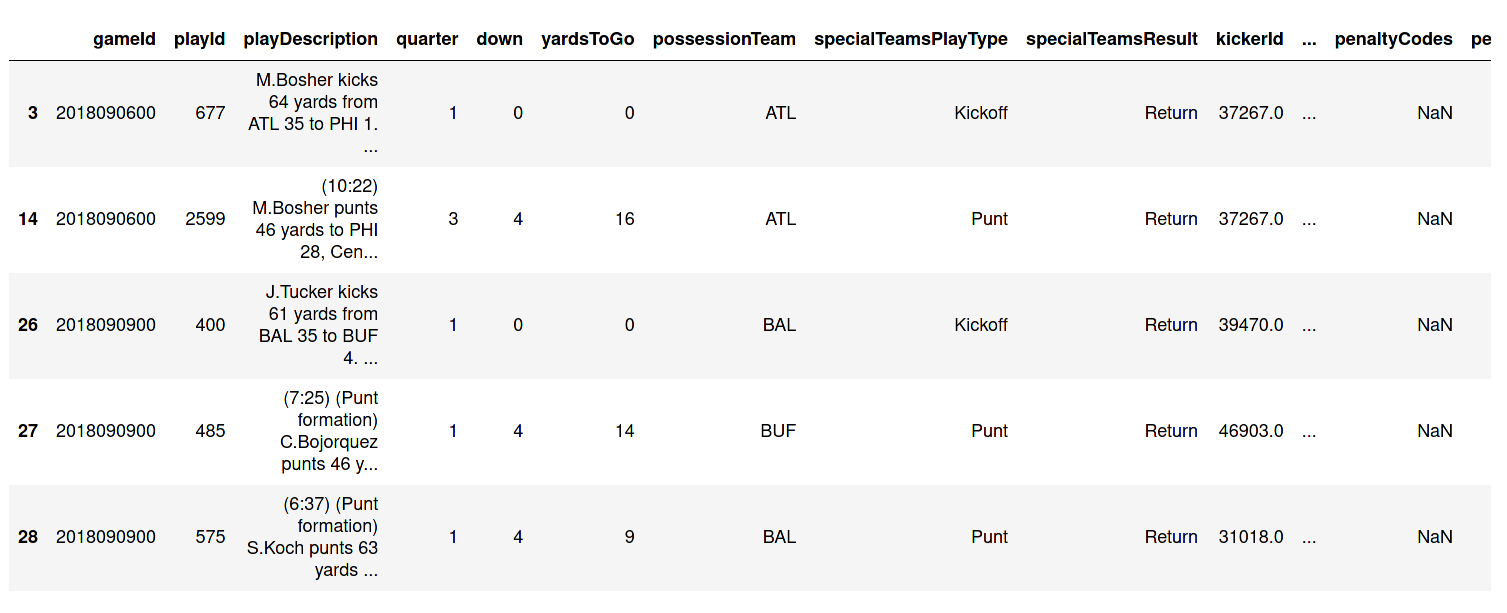 gameId playId playDescription quarter down yardsToGo possessionTeam specialTeamsPlayType specialTeamsResult kickerId ... penaltyCodes pe
M.Bosher kicks
64 yards from
3 2018090600 677 ATL 35 to PHI 1. 1 0 0 ATL Kickoff Return 37267.0 ... NaN
...
(10:22)
M.Bosher punts
14 2018090600 2599 46 yards to PHI 3 4 16 ATL Punt Return 37267.0 ... NaN
28, Cen...
J.Tucker kicks
61 yards from
26 2018090900 400 BAL 35 to BUF 1 0 0 BAL Kickoff Return 39470.0 ... NaN
4. ...
(7:25) (Punt
formation)
27 2018090900 485 C.Bojorquez 1 4 14 BUF Punt Return 46903.0 ... NaN
punts 46 y...
(6:37) (Punt
formation)
28 2018090900 575 S.Koch punts 63 1 4 9 BAL Punt Return 31018.0 ... NaN
yards ...